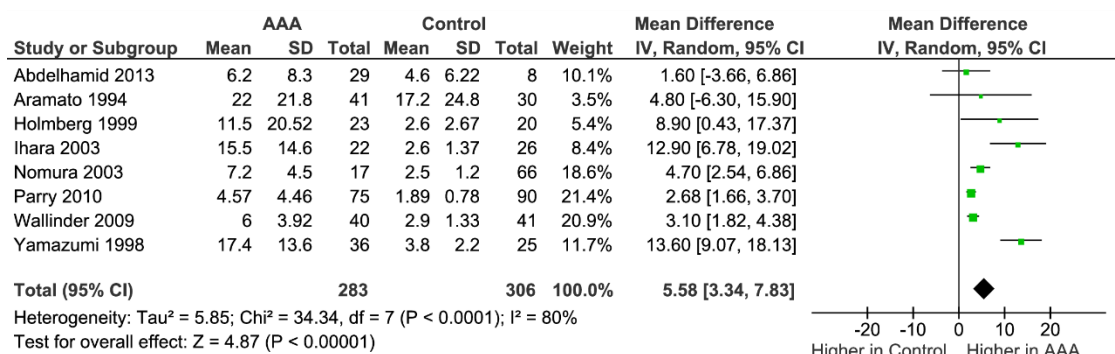 AAA Control Mean Difference Mean Difference
Study or Subgroup Mean SD Total Mean SD Total Weight IV, Random, 95% CI IV, Random, 95% CI
Abdelhamid 2013 6.2 8.3 29 4.6 6.22 8 10.1% 1.60 [-3.66, 6.86]
Aramato 1994 22 21.8 41 17.2 24.8 30 3.5% 4.80 [-6.30, 15.90]
Holmberg 1999 11.5 20.52 23 2.6 2.67 20 5.4% 8.90 [0.43, 17.37]
Ihara 2003 15.5 14.6 22 2.6 1.37 26 8.4% 12.90 [6.78, 19.02]
Nomura 2003 7.2 4.5 17 2.5 1.2 66 18.6% 4.70 [2.54, 6.86]
Parry 2010 4.57 4.46 75 1.89 0.78 90 21.4% 2.68 [1.66, 3.70]
Wallinder 2009 6 3.92 40 2.9 1.33 41 20.9% 3.10 [1.82, 4.38]
Yamazumi 1998 17.4 13.6 36 3.8 2.2 25 11.7% 13.60 [9.07, 18.13]
Total (95% CI) 283 306 100.0% 5.58 [3.34, 7.83]
Heterogeneity: Tau² = 5.85; Chi² = 34.34, df = 7 (P < 0.0001); I² = 80%
Test for overall effect: Z = 4.87 (P < 0.00001)
-20 -10 0 10 20
Higher in Control Higher in AAA